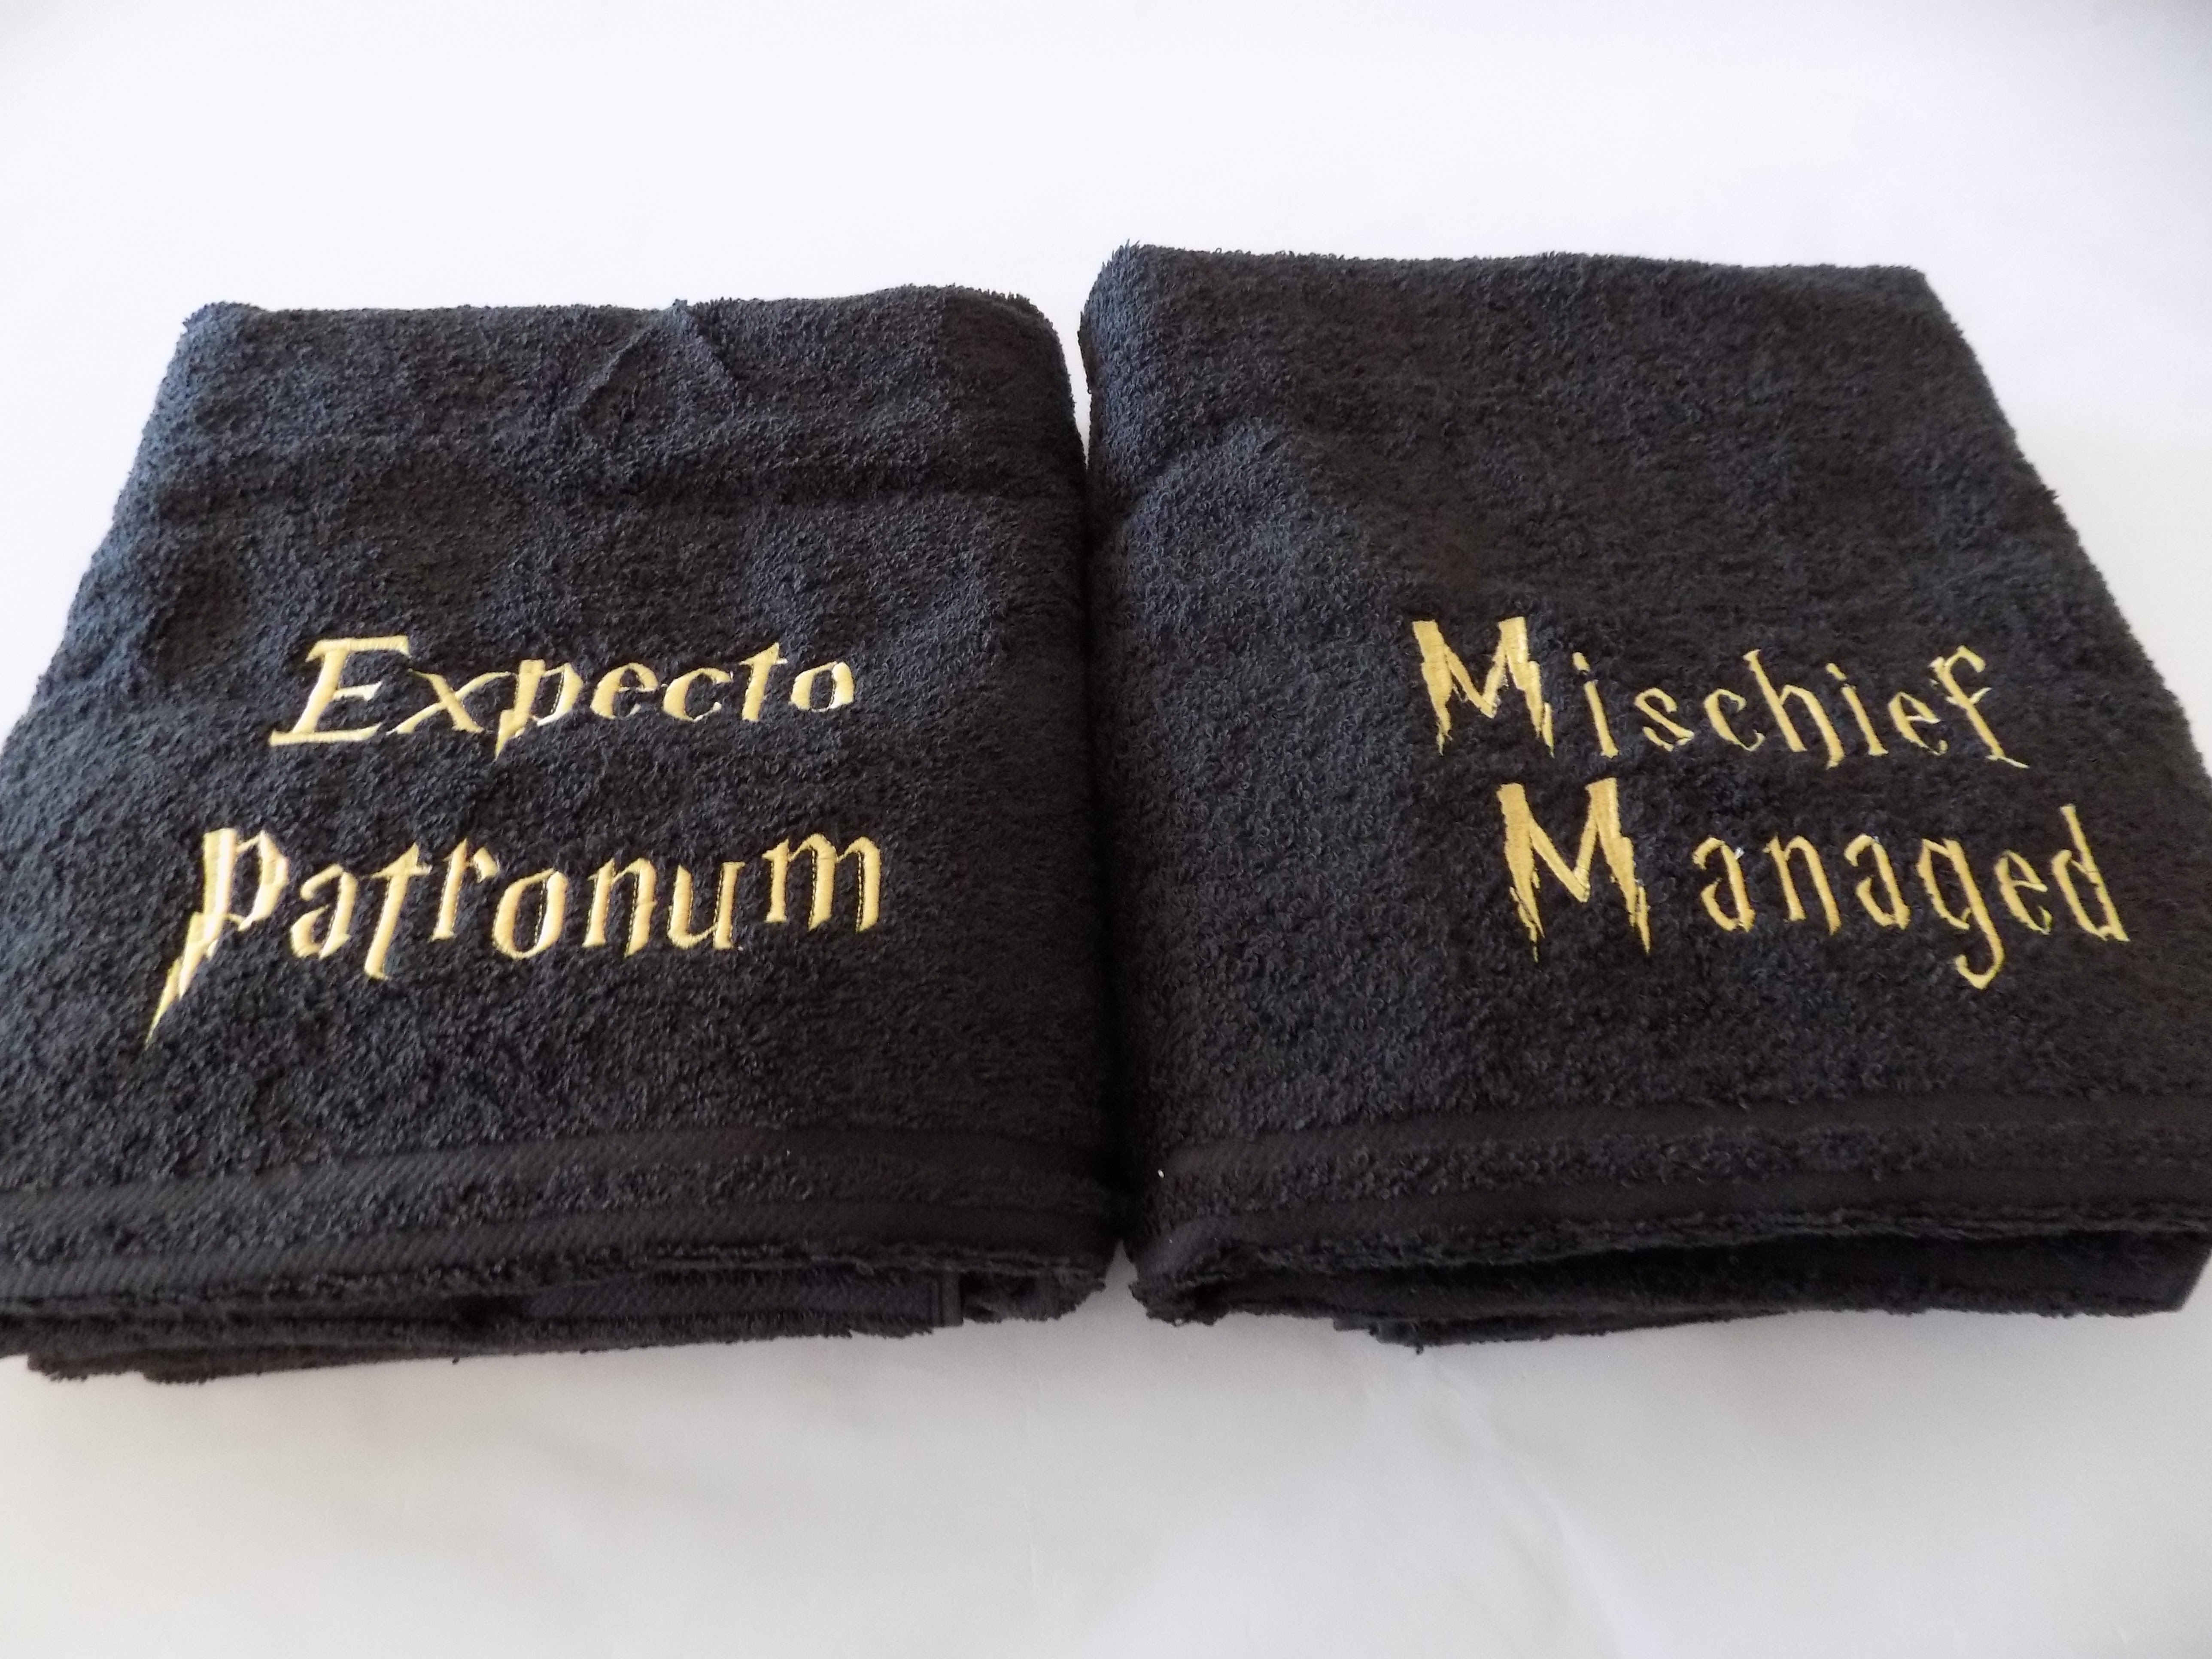 Expecto
Patronum
Mischief
Managed